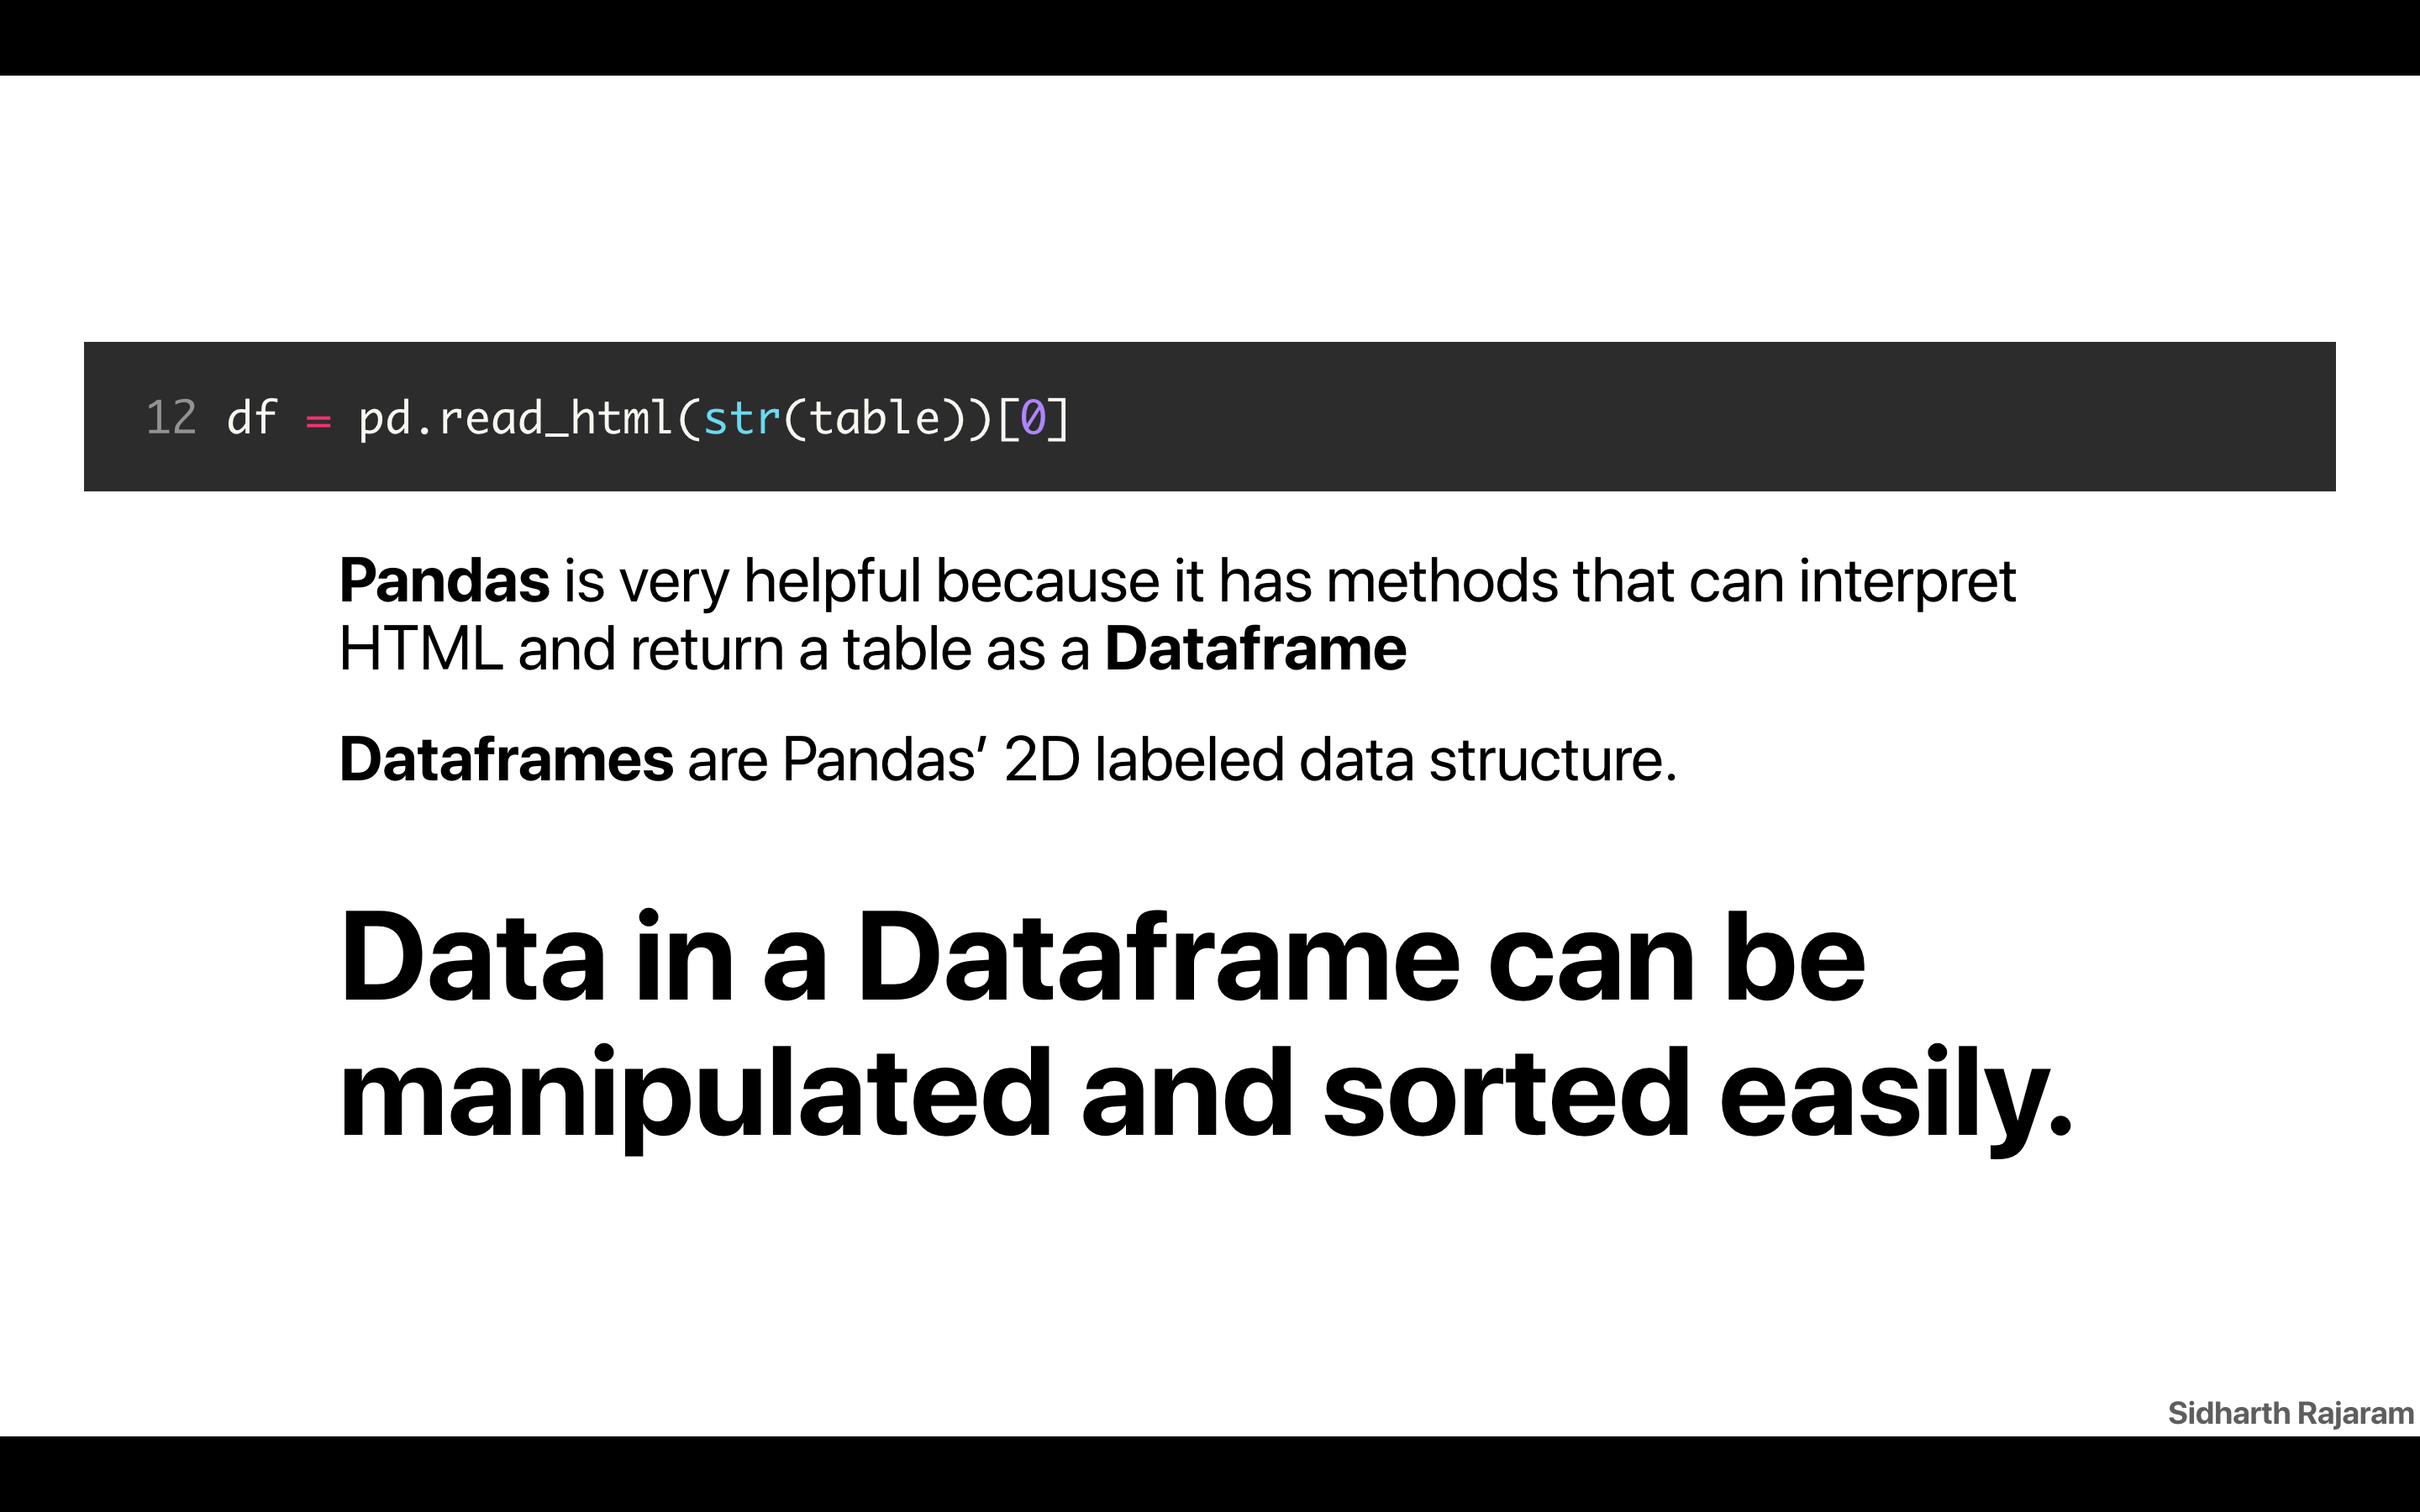 12 df = pd.read_html(str(table))[0]
Pandas is very helpful because it has methods that can interpret
HTML and return a table as a Dataframe
Dataframes are Pandas’ 2D labeled data structure.
Data in a Dataframe can be
manipulated and sorted easily.
Sidharth Rajaram